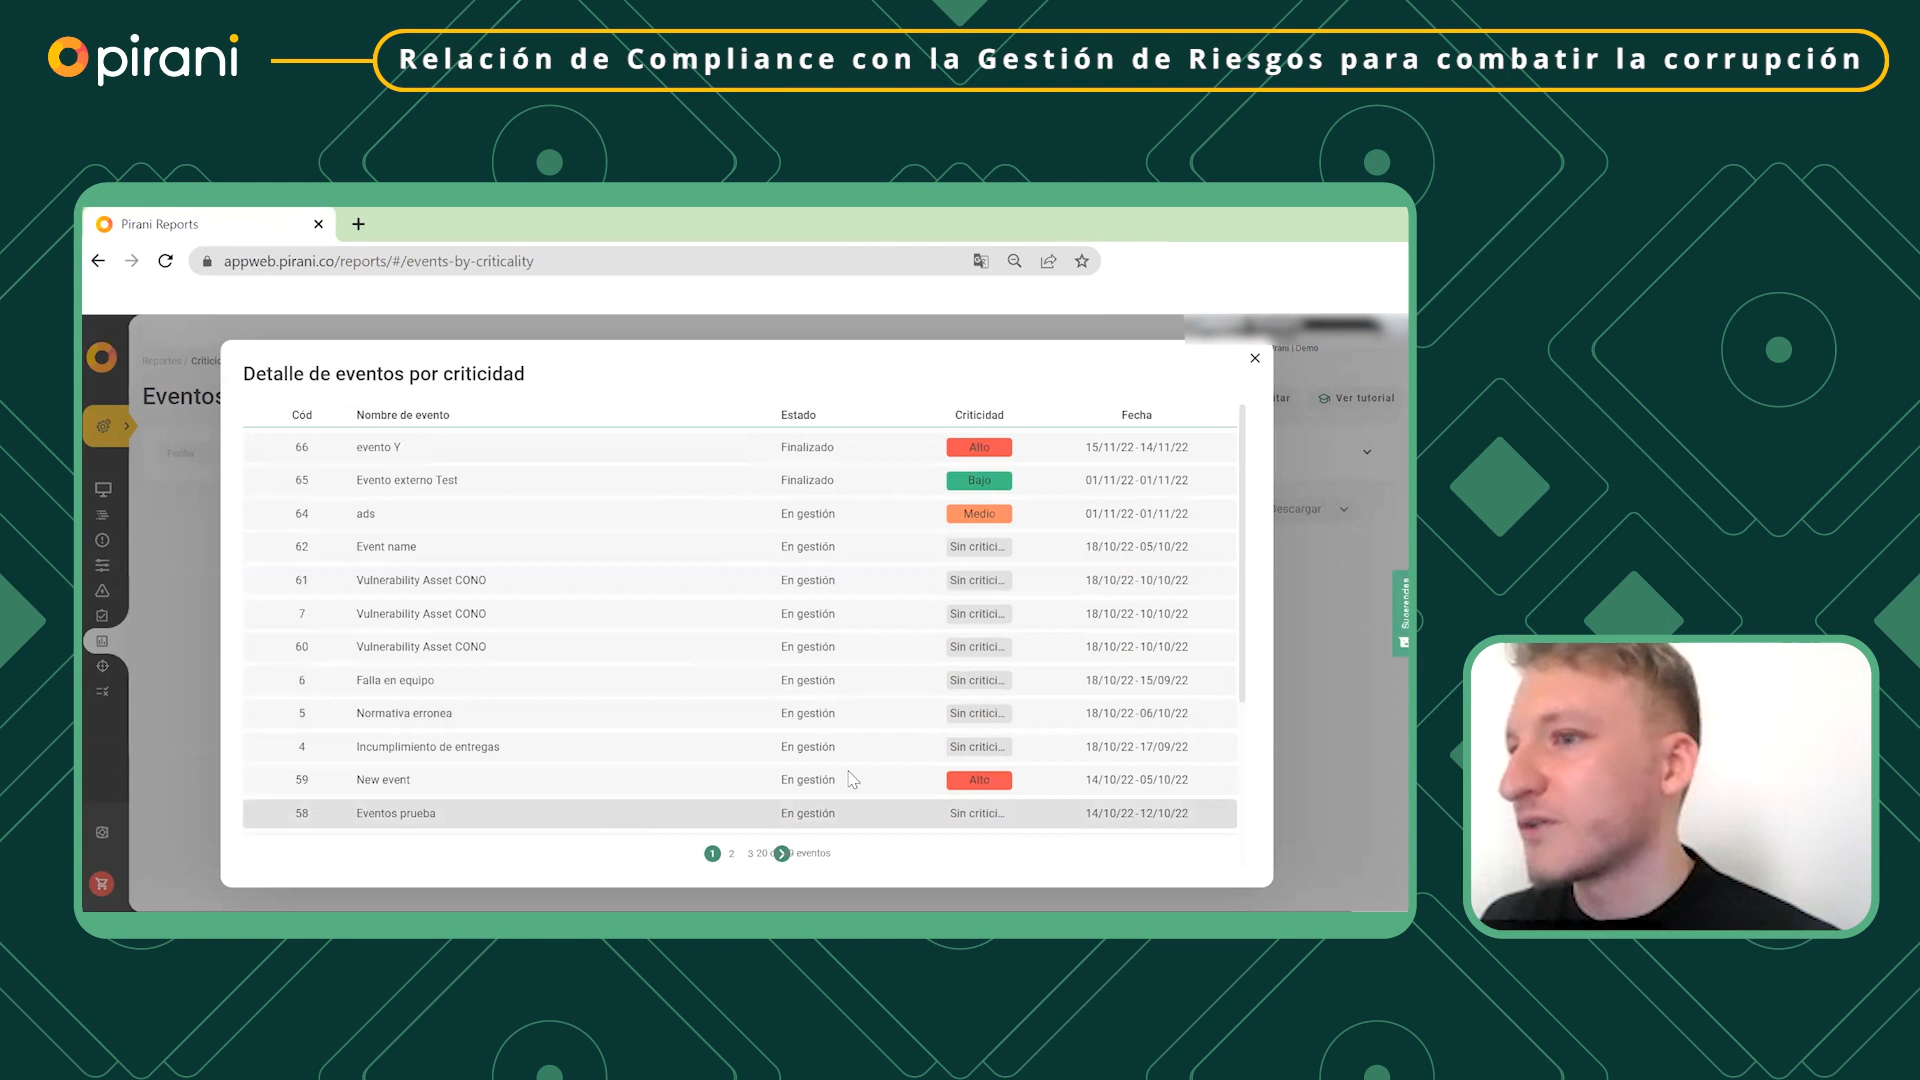 pirani
Relación de Compliance con la Gestión de Riesgos para combatir la corrupción
Pirani Reports
appweb.pirani.co/reports/#/events-by-criticality
Reportes /
Eventos
Fecha
| Demo
Ver tutorial
Descargar
Sugerencias
Detalle de eventos por criticidad
Cód Nombre de evento Estado Criticidad Fecha
66 evento Y Finalizado Alto 15/11/22-14/11/22
65 Evento externo Test Finalizado Bajo 01/11/22-01/11/22
64 ads En gestión Medio 01/11/22-01/11/22
62 Event name En gestión Sin critici... 18/10/22-05/10/22
61 Vulnerability Asset CONO En gestión Sin critici... 18/10/22-10/10/22
7 Vulnerability Asset CONO En gestión Sin critici... 18/10/22-10/10/22
60 Vulnerability Asset CONO En gestión Sin critici... 18/10/22-10/10/22
6 Falla en equipo En gestión Sin critici... 18/10/22-15/09/22
5 Normativa erronea En gestión Sin critici... 18/10/22-06/10/22
4 Incumplimiento de entregas En gestión Sin critici... 18/10/22-17/09/22
59 New event En gestión Alto 14/10/22-05/10/22
58 Eventos prueba En gestión Sin critici... 14/10/22-12/10/22
1 2 3 20 eventos